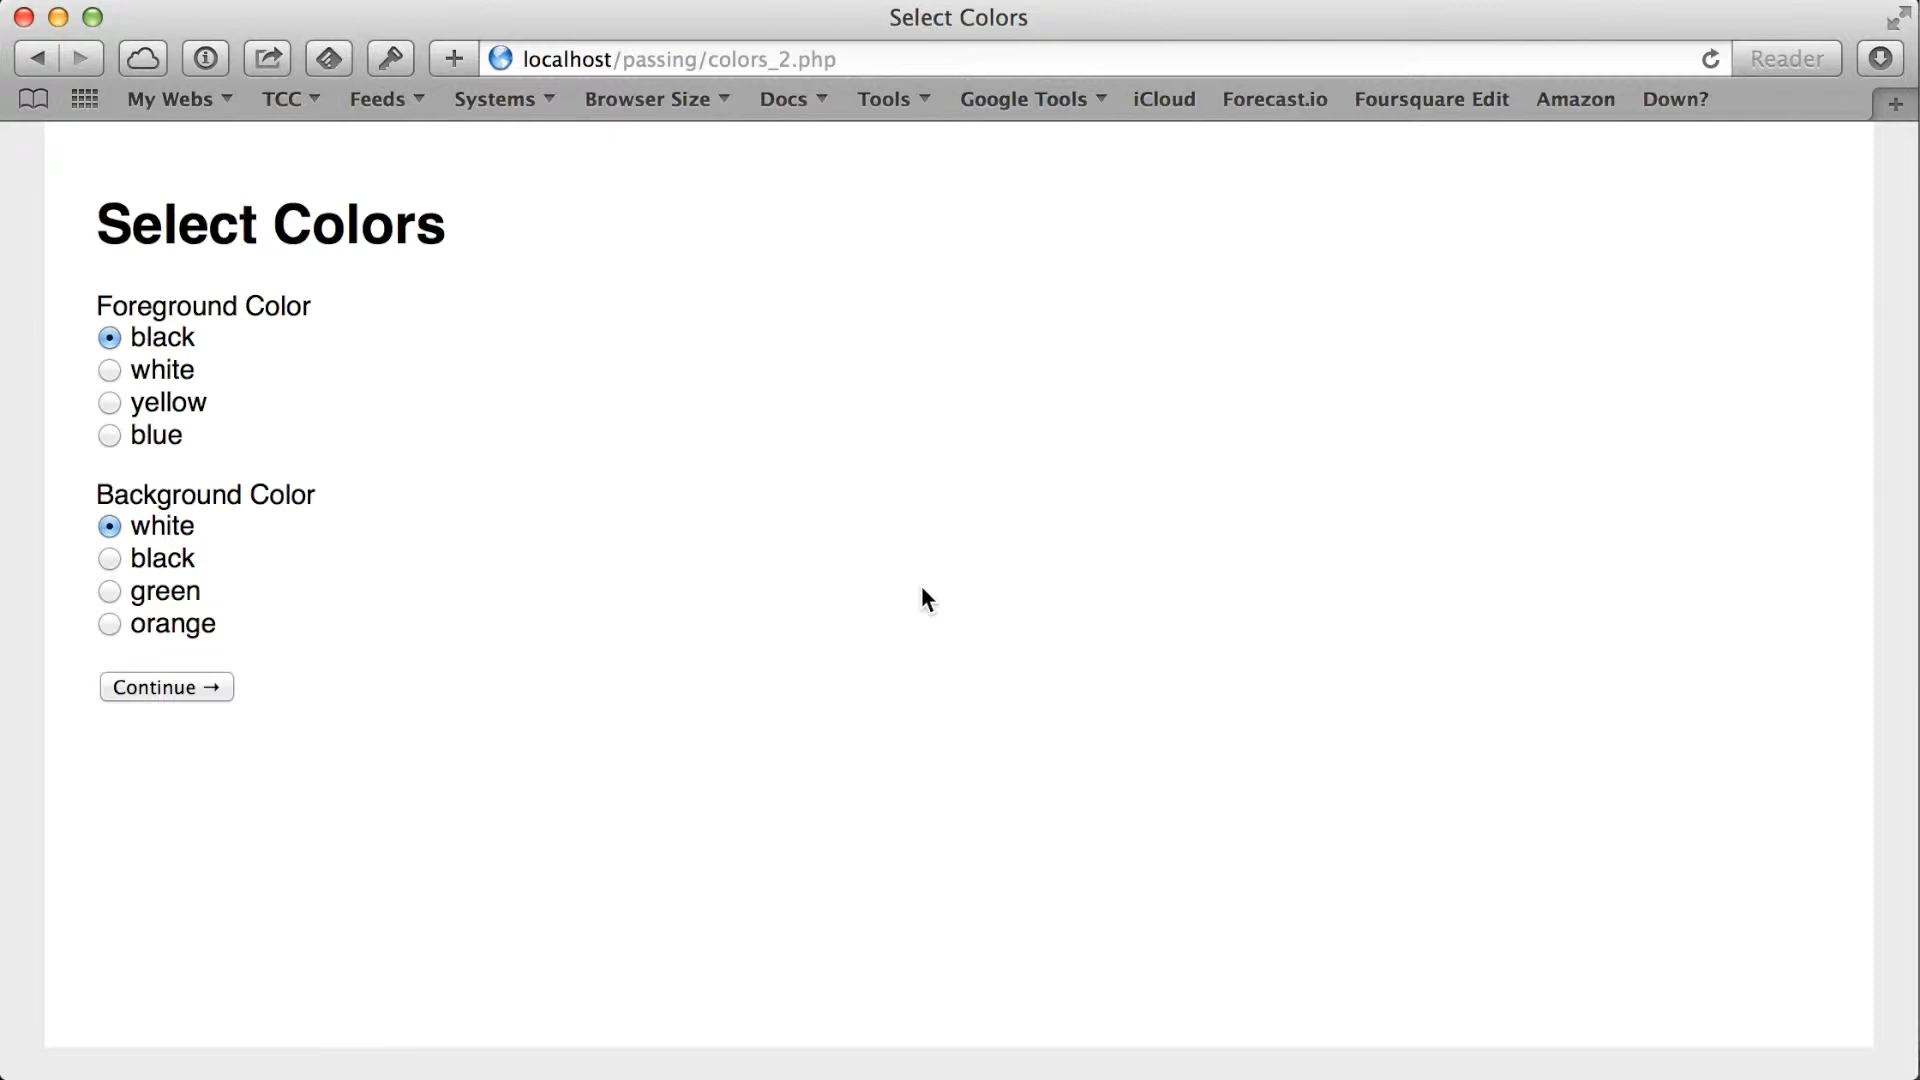 Select Colors
localhost/passing/colors_2.php
Reader
My Webs TCC Feeds Systems Browser Size Docs Tools Google Tools iCloud Forecast.io Foursquare Edit Amazon Down?
Select Colors
Foreground Color
black
white
yellow
blue
Background Color
white
black
green
orange
Continue →